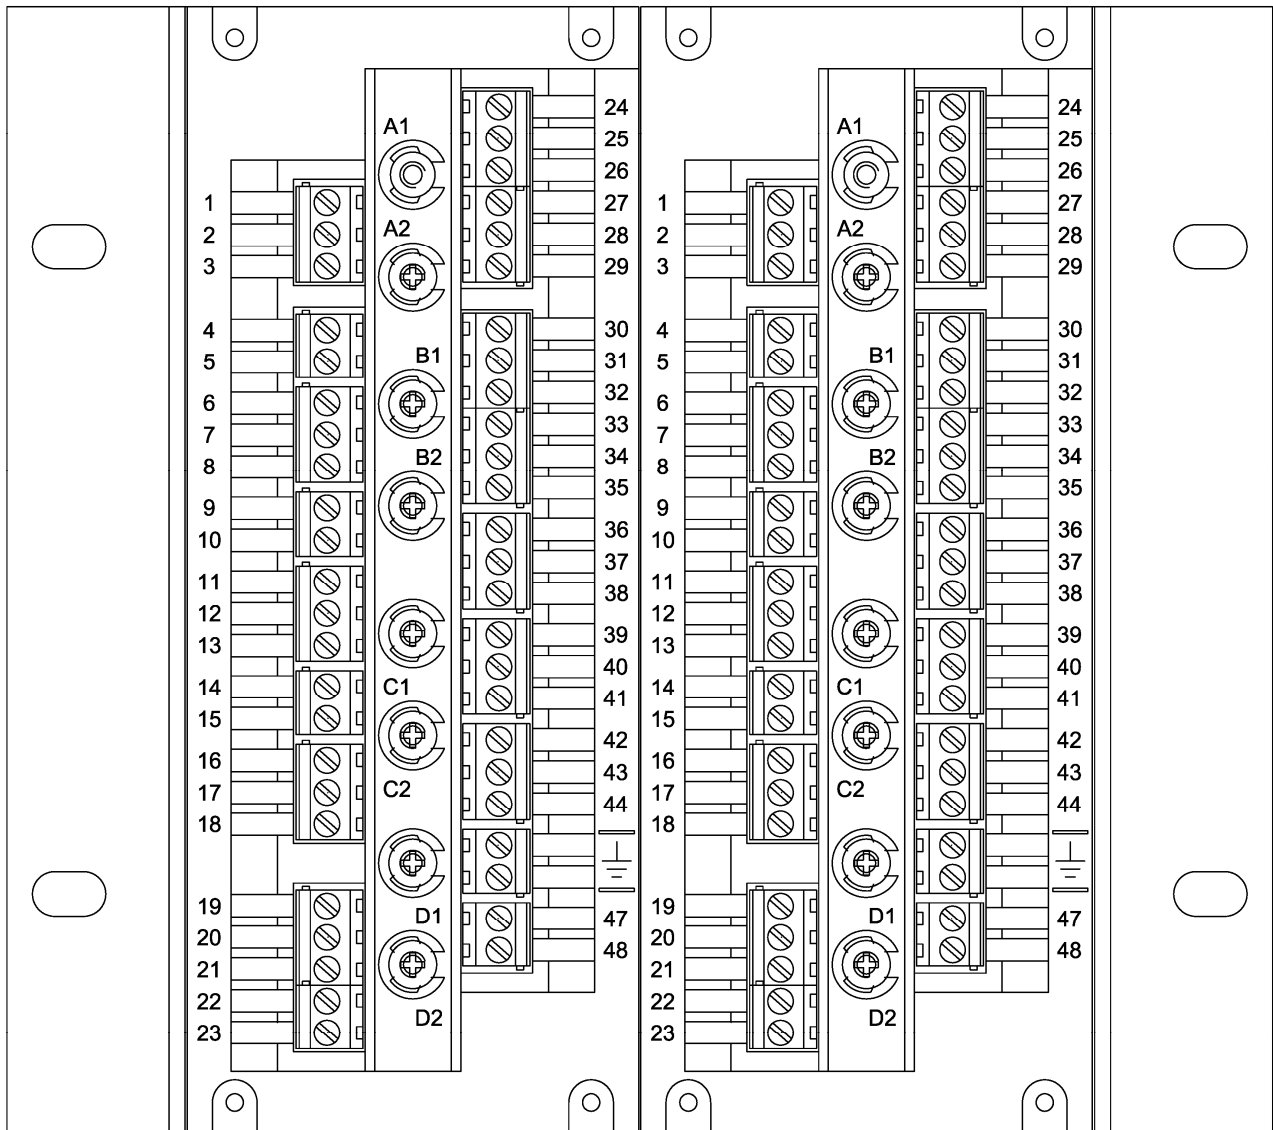 24 24
25 25
A1 A1
26 26
1 27 1 27
A2 A2
2 28 2 28
3 29 3 29
4 30 4 30
B1 B1
5 31 5 31
6 32 6 32
7 33 7 33
B2 B2
8 34 8 34
35 35
9 36 9 36
10 37 10 37
11 38 11 38
12 12
13 39 13 39
40 40
14 C1 41 14 C1 41
15 42 15 42
16 43 16 43
17 C2 44 17 C2 44
18 18
19 D1 47 19 D1 47
20 48 20 48
21 21
22 22
D2 D2
23 23